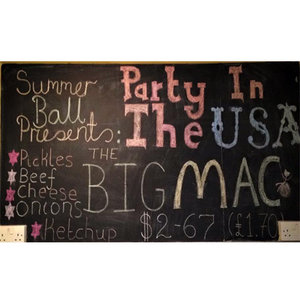 Summer
Ball
Presents:
Party In
The USA
THE
BIG MAC
$2-67 (£1.70)
Pickles
Beef
Cheese
Onions
Ketchup